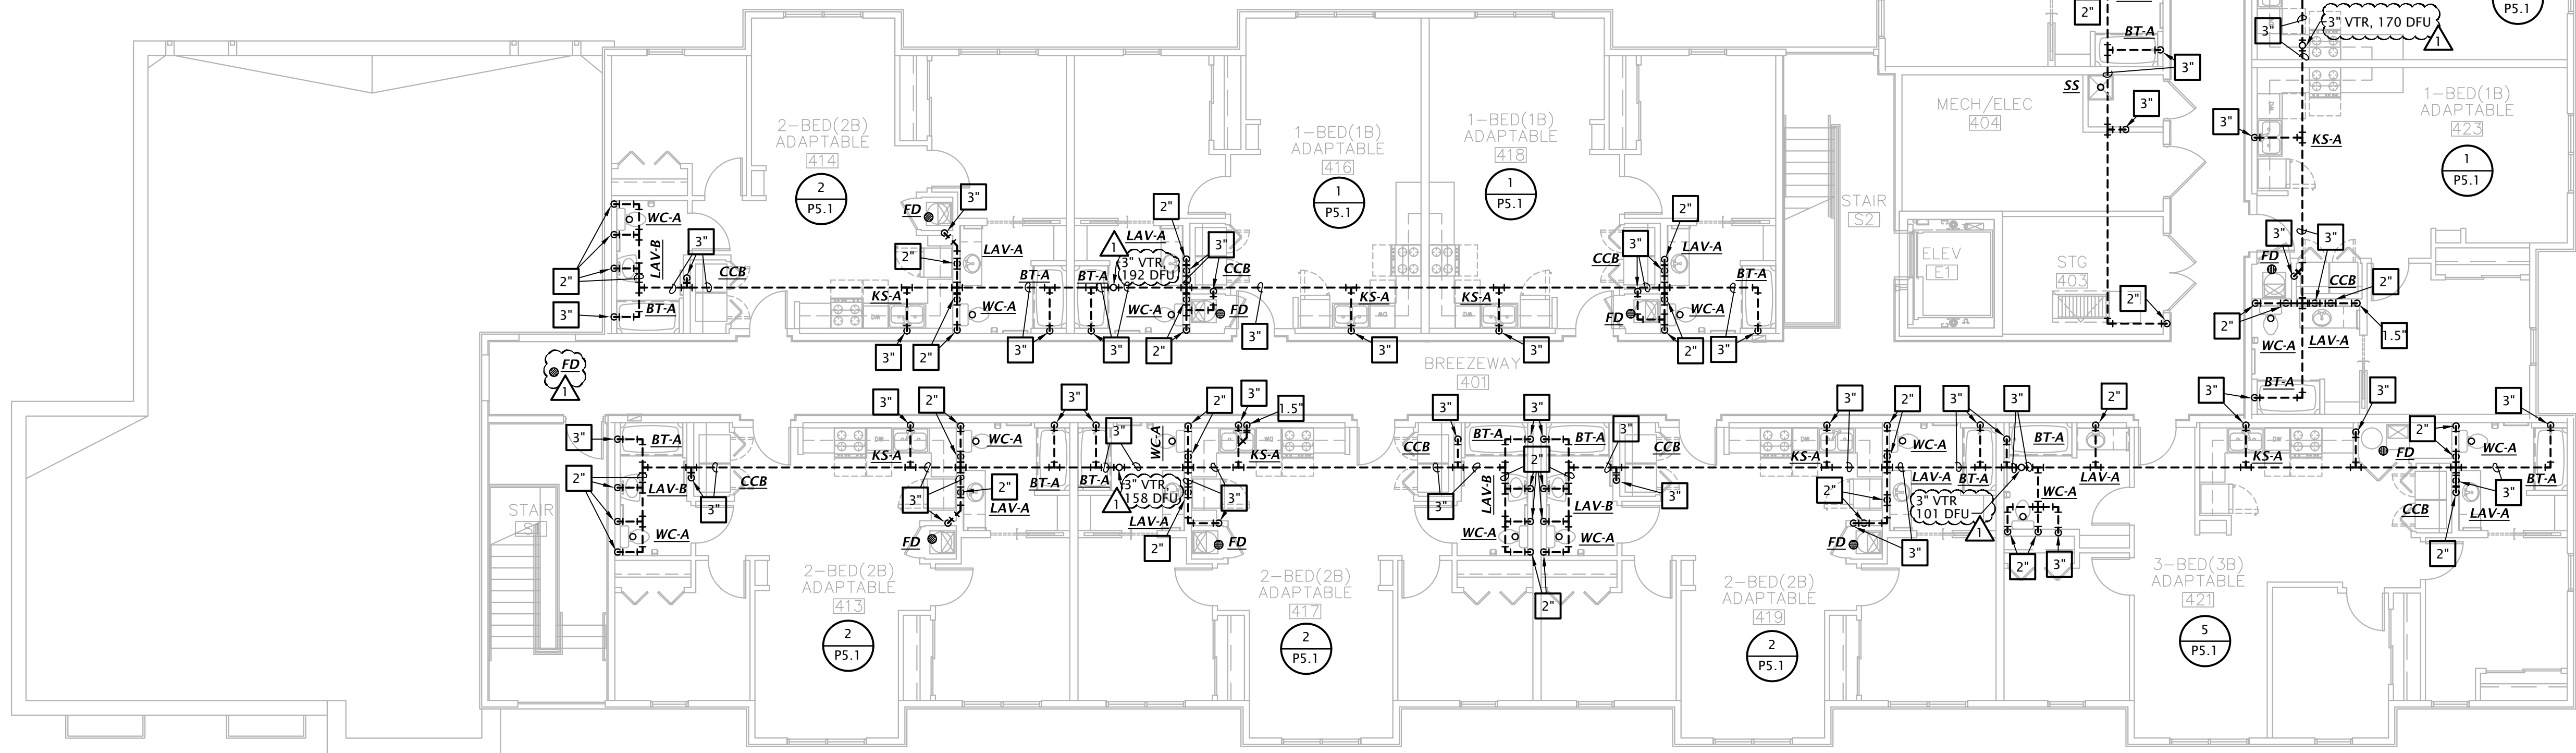 2"
P5.1
3"
3" VTR, 170 DFU
1
BT-A
3"
SS
MECH/ELEC
404
3"
1-BED(1B)
ADAPTABLE
423
1
P5.1
3"
KS-A
2-BED(2B)
ADAPTABLE
414
2
P5.1
1-BED(1B)
ADAPTABLE
416
1
P5.1
1-BED(1B)
ADAPTABLE
418
1
P5.1
STAIR
S2
ELEV
E1
STG
403
2"
WC-A
LAV-B
3"
CCB
2"
3"
BT-A
FD
3"
2"
LAV-A
BT-A
KS-A
DW
WC-A
3"
2"
3"
1
LAV-A
2"
3"
3" VTR,
192 DFU
BT-A
CCB
WC-A
FD
3"
2"
3"
KS-A
DW
3"
KS-A
DW
3"
2"
3"
LAV-A
CCB
BT-A
FD
WC-A
2"
3"
3"
3"
FD
CCB
2"
2"
1.5"
WC-A
LAV-A
BT-A
FD
1
BREEZEWAY
401
3"
BT-A
2"
LAV-B
CCB
3"
WC-A
STAIR
S1
3"
2"
3"
KS-A
DW
WC-A
3"
2"
LAV-A
BT-A
BT-A
FD
3"
1
3" VTR,
158 DFU
WC-A
2"
3"
1.5"
KS-A
DW
3"
LAV-A
2"
FD
3"
3"
3"
CCB
BT-A
BT-A
CCB
2"
3"
LAV-B
LAV-B
3"
WC-A
WC-A
2"
3"
2"
3"
3"
2"
KS-A
DW
WC-A
BT-A
LAV-A
LAV-A
BT-A
2"
3" VTR
101 DFU
1
WC-A
FD
3"
2"
3"
3"
3"
2"
3"
KS-A
DW
FD
WC-A
3"
BT-A
CCB
LAV-A
2"
2-BED(2B)
ADAPTABLE
413
2
P5.1
2-BED(2B)
ADAPTABLE
417
2
P5.1
2-BED(2B)
ADAPTABLE
419
2
P5.1
3-BED(3B)
ADAPTABLE
421
5
P5.1